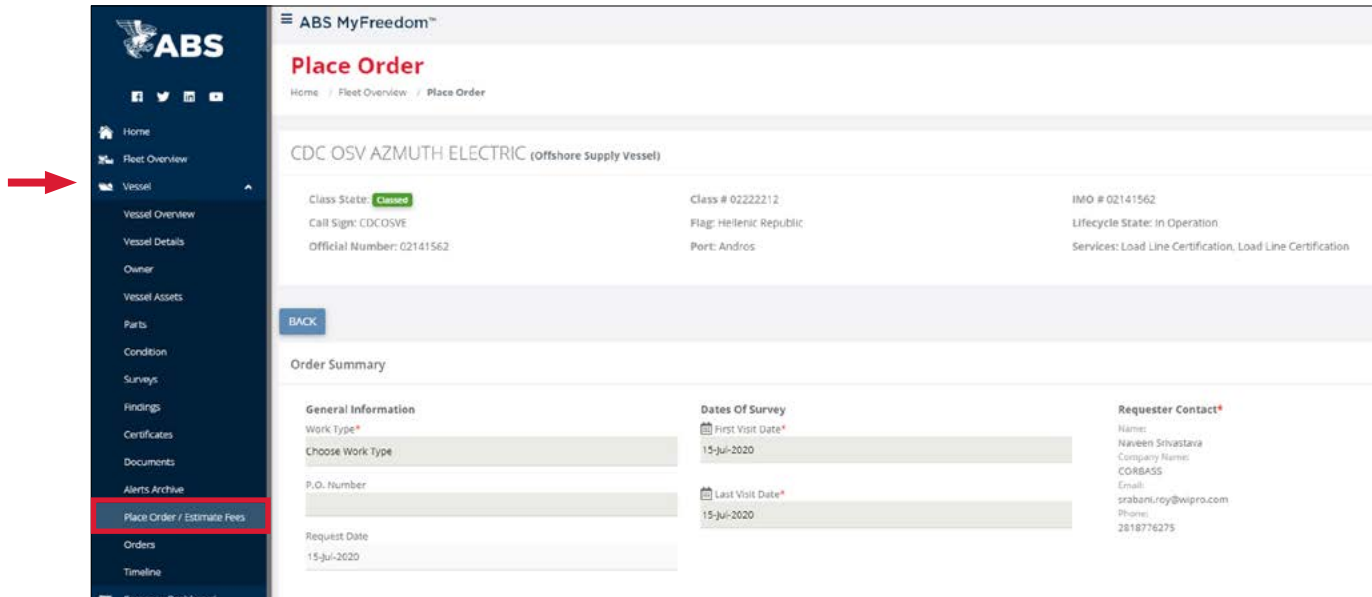 ABS
Home
Fleet Overview
Vessel
Vessel Overview
Vessel Details
Owner
Vessel Assets
Parts
Condition
Surveys
Findings
Certificates
Documents
Alerts Archive
Place Order / Estimate Fees
Orders
Timeline
ABS MyFreedom™
Place Order
Home / Fleet Overview / Place Order
CDC OSV AZMUTH ELECTRIC (Offshore Supply Vessel)
Class State: Classed
Class # 02222212
IMO # 02141562
Call Sign: CDCOSVE
Flag: Hellenic Republic
Lifecycle State: In Operation
Official Number: 02141562
Port: Andros
Services: Load Line Certification, Load Line Certification
BACK
Order Summary
General Information
Work Type*
Choose Work Type
P.O. Number
Request Date
15-Jul-2020
Dates Of Survey
First Visit Date*
15-Jul-2020
Last Visit Date*
15-Jul-2020
Requester Contact*
Name:
Naveen Srivastava
Company Name:
CORBASS
Email:
srabani.roy@wipro.com
Phone:
2818776275